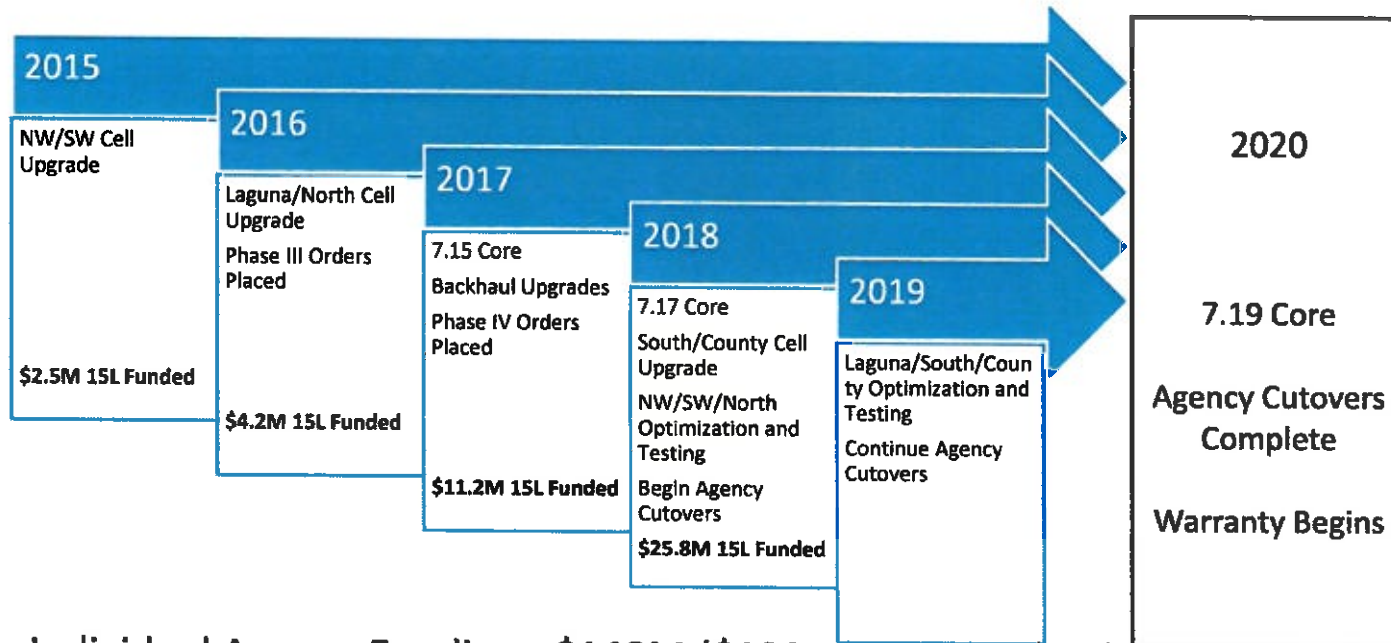 2015
NW/SW Cell
Upgrade
$2.5M 15L Funded
2016
Laguna/North Cell
Upgrade
Phase III Orders
Placed
$4.2M 15L Funded
2017
7.15 Core
Backhaul Upgrades
Phase IV Orders
Placed
$11.2M 15L Funded
2018
7.17 Core
South/County Cell
Upgrade
NW/SW/North
Optimization and
Testing
Begin Agency
Cutovers
$25.8M 15L Funded
2019
Laguna/South/Coun
ty Optimization and
Testing
Continue Agency
Cutovers
2020
7.19 Core
Agency Cutovers
Complete
Warranty Begins